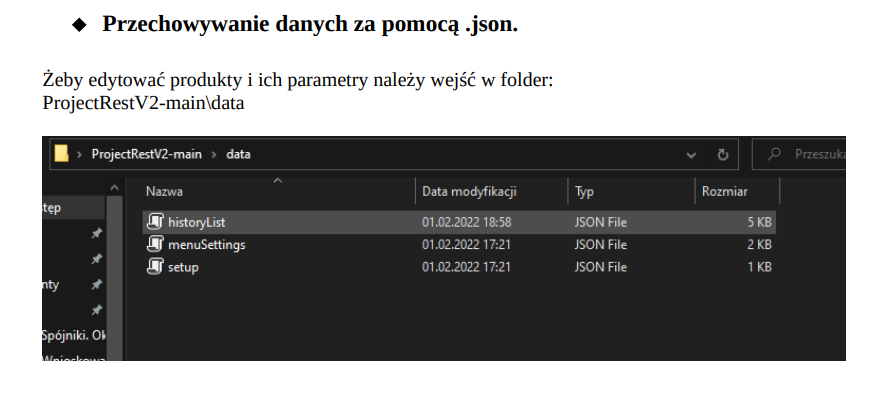 ◆ Przechowywanie danych za pomocą .json.
Żeby edytować produkty i ich parametry należy wejść w folder:
ProjectRestV2-main\data
ProjectRestV2-main > data
Przeszuka
Nazwa Data modyfikacji Typ Rozmiar
stęp
historyList 01.02.2022 18:58 JSON File 5 KB
menuSettings 01.02.2022 17:21 JSON File 2 KB
setup 01.02.2022 17:21 JSON File 1 KB
nty
Spójniki. Ok